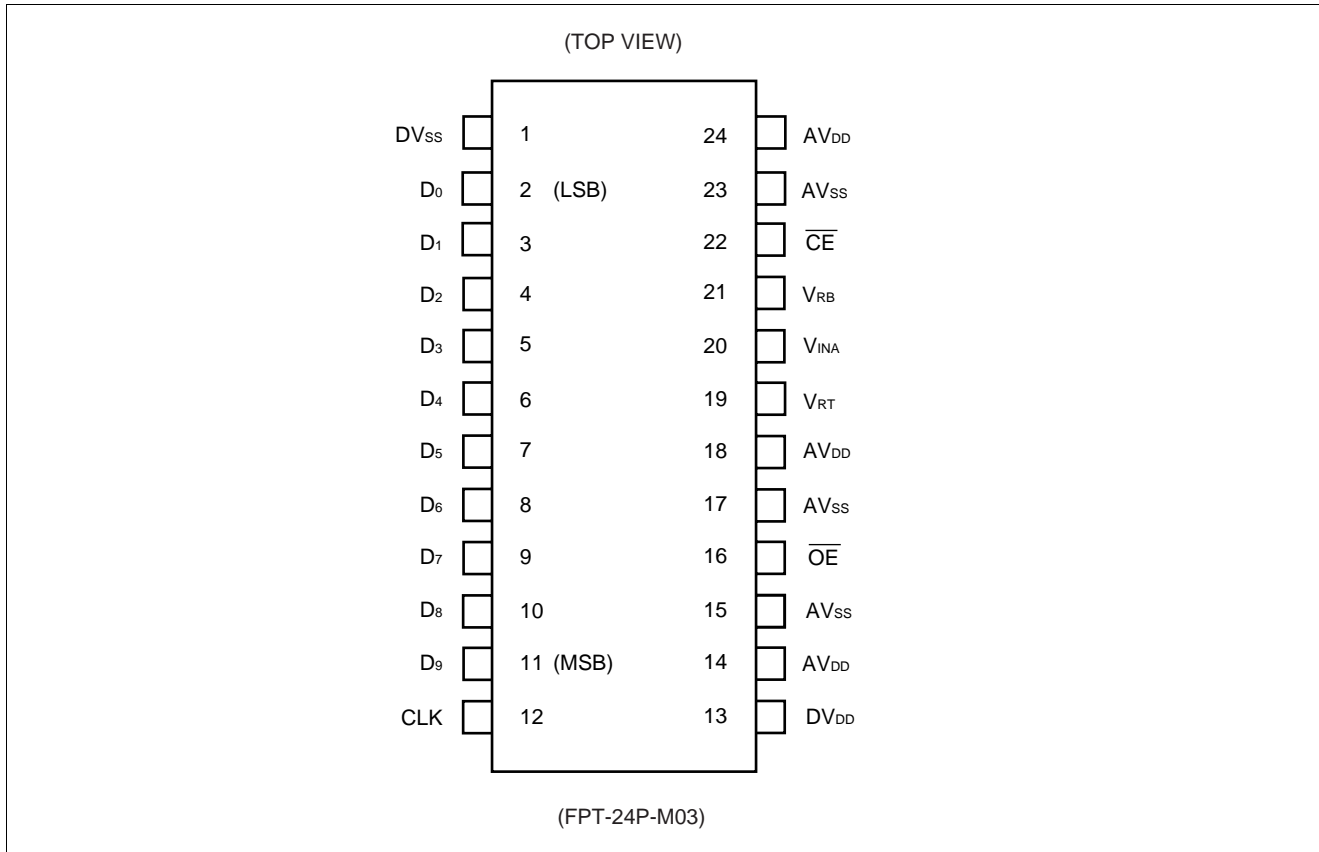 (TOP VIEW)
DVSS 1 24 AVDD
D0 2 (LSB) 23 AVSS
D1 3 22 C̅E̅
D2 4 21 VRB
D3 5 20 VINA
D4 6 19 VRT
D5 7 18 AVDD
D6 8 17 AVSS
D7 9 16 O̅E̅
D8 10 15 AVSS
D9 11 (MSB) 14 AVDD
CLK 12 13 DVDD
(FPT-24P-M03)